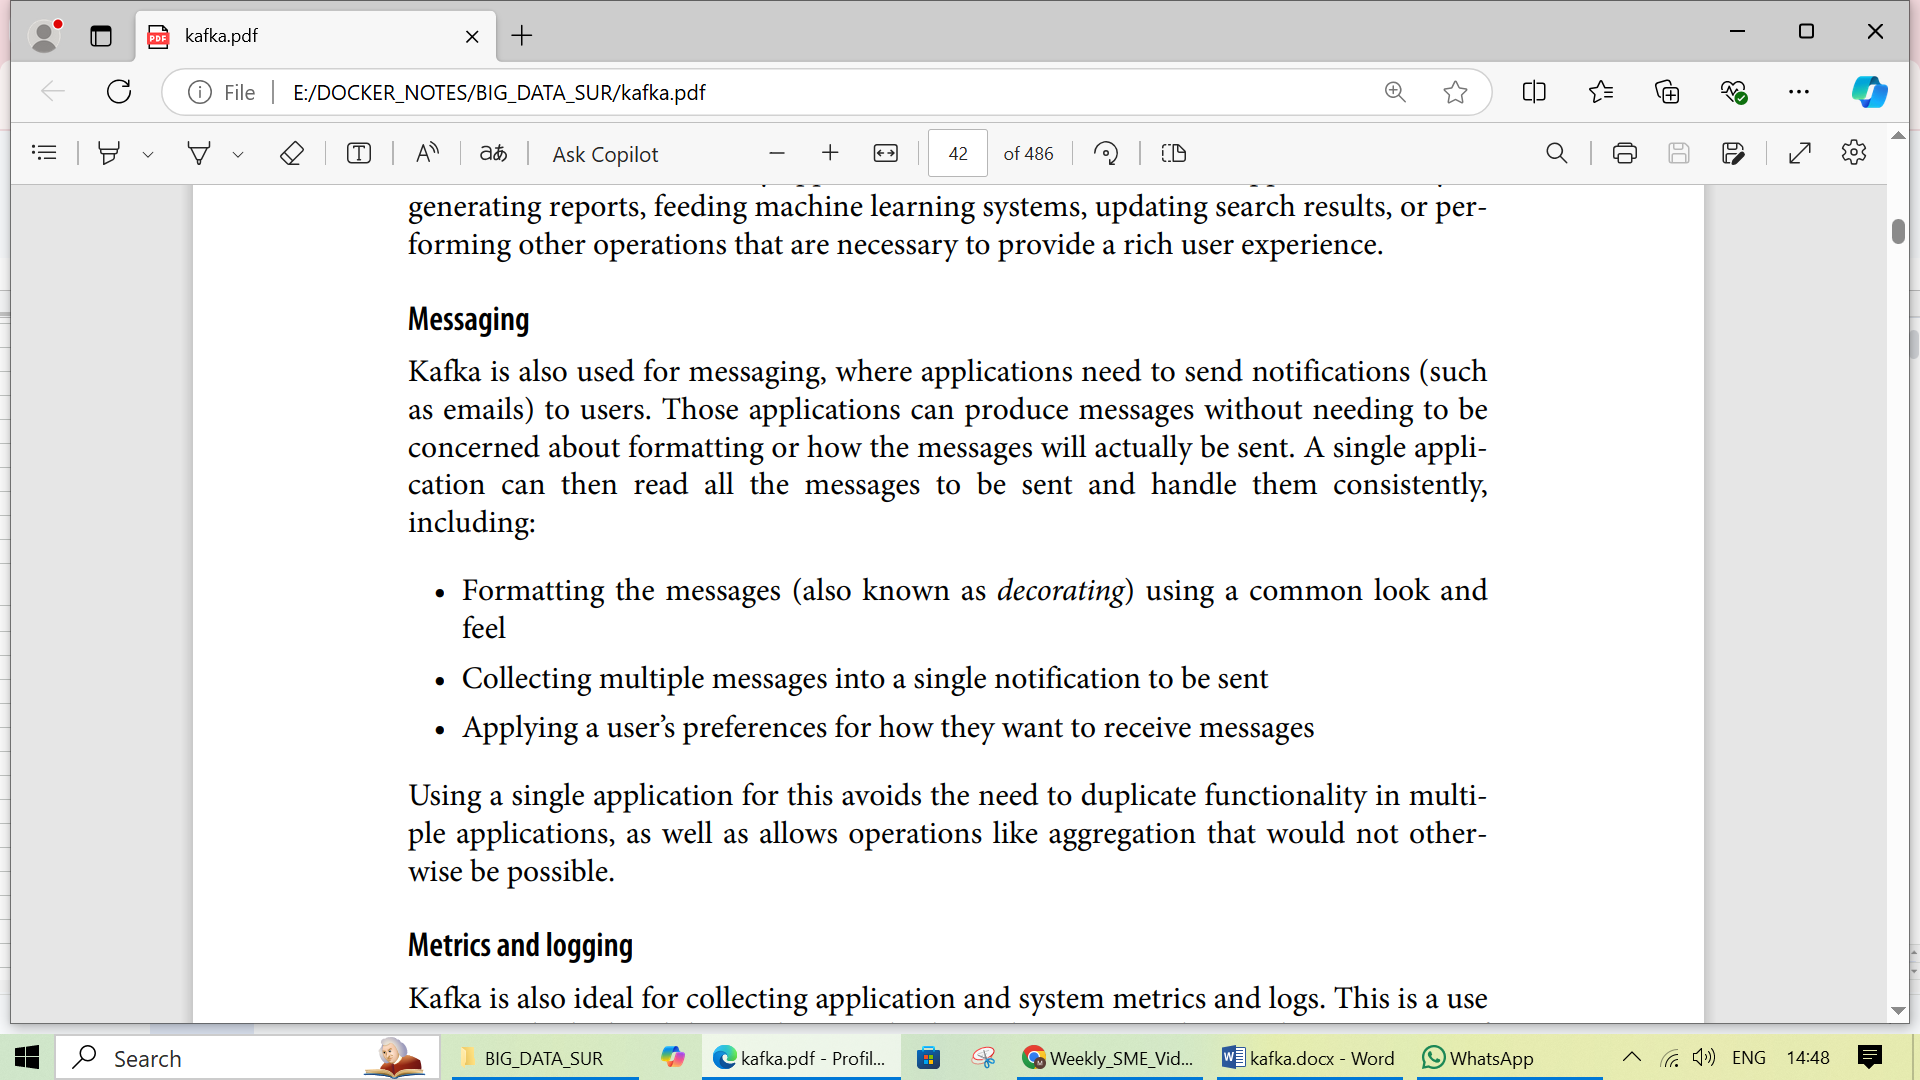 kafka.pdf
File
E:/DOCKER_NOTES/BIG_DATA_SUR/kafka.pdf
Ask Copilot
42 of 486
generating reports, feeding machine learning systems, updating search results, or per-
forming other operations that are necessary to provide a rich user experience.
Messaging
Kafka is also used for messaging, where applications need to send notifications (such
as emails) to users. Those applications can produce messages without needing to be
concerned about formatting or how the messages will actually be sent. A single appli-
cation can then read all the messages to be sent and handle them consistently,
including:
• Formatting the messages (also known as decorating) using a common look and
feel
• Collecting multiple messages into a single notification to be sent
• Applying a user’s preferences for how they want to receive messages
Using a single application for this avoids the need to duplicate functionality in multi-
ple applications, as well as allows operations like aggregation that would not other-
wise be possible.
Metrics and logging
Kafka is also ideal for collecting application and system metrics and logs. This is a use
Search
BIG_DATA_SUR
kafka.pdf - Profil...
Weekly_SME_Vid...
kafka.docx - Word
WhatsApp
ENG
14:48